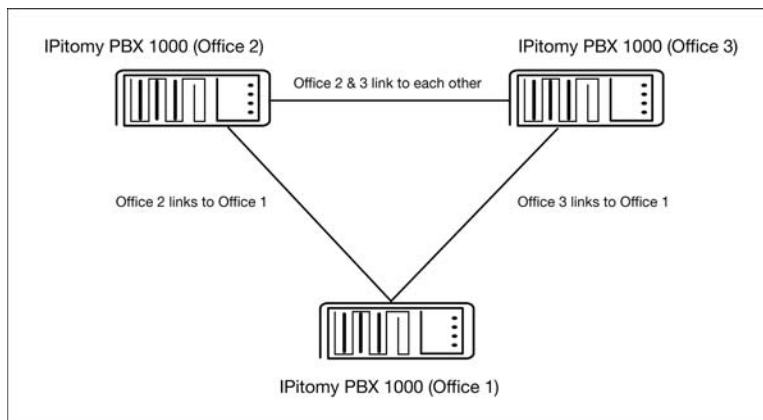 IPitomy PBX 1000 (Office 2)
IPitomy PBX 1000 (Office 3)
Office 2 & 3 link to each other
Office 2 links to Office 1
Office 3 links to Office 1
IPitomy PBX 1000 (Office 1)